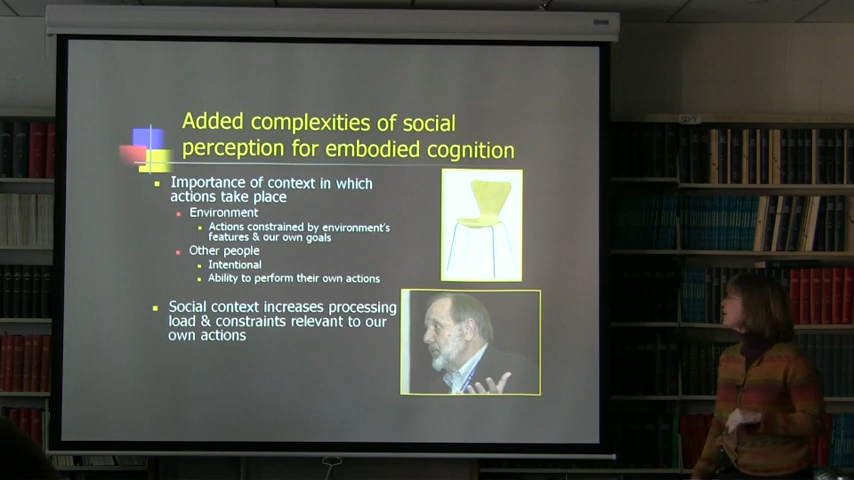 Added complexities of social
perception for embodied cognition
Importance of context in which
actions take place
Environment
Actions constrained by environment's
features & our own goals
Other people
Intentional
Ability to perform their own actions
Social context increases processing
load & constraints relevant to our
own actions